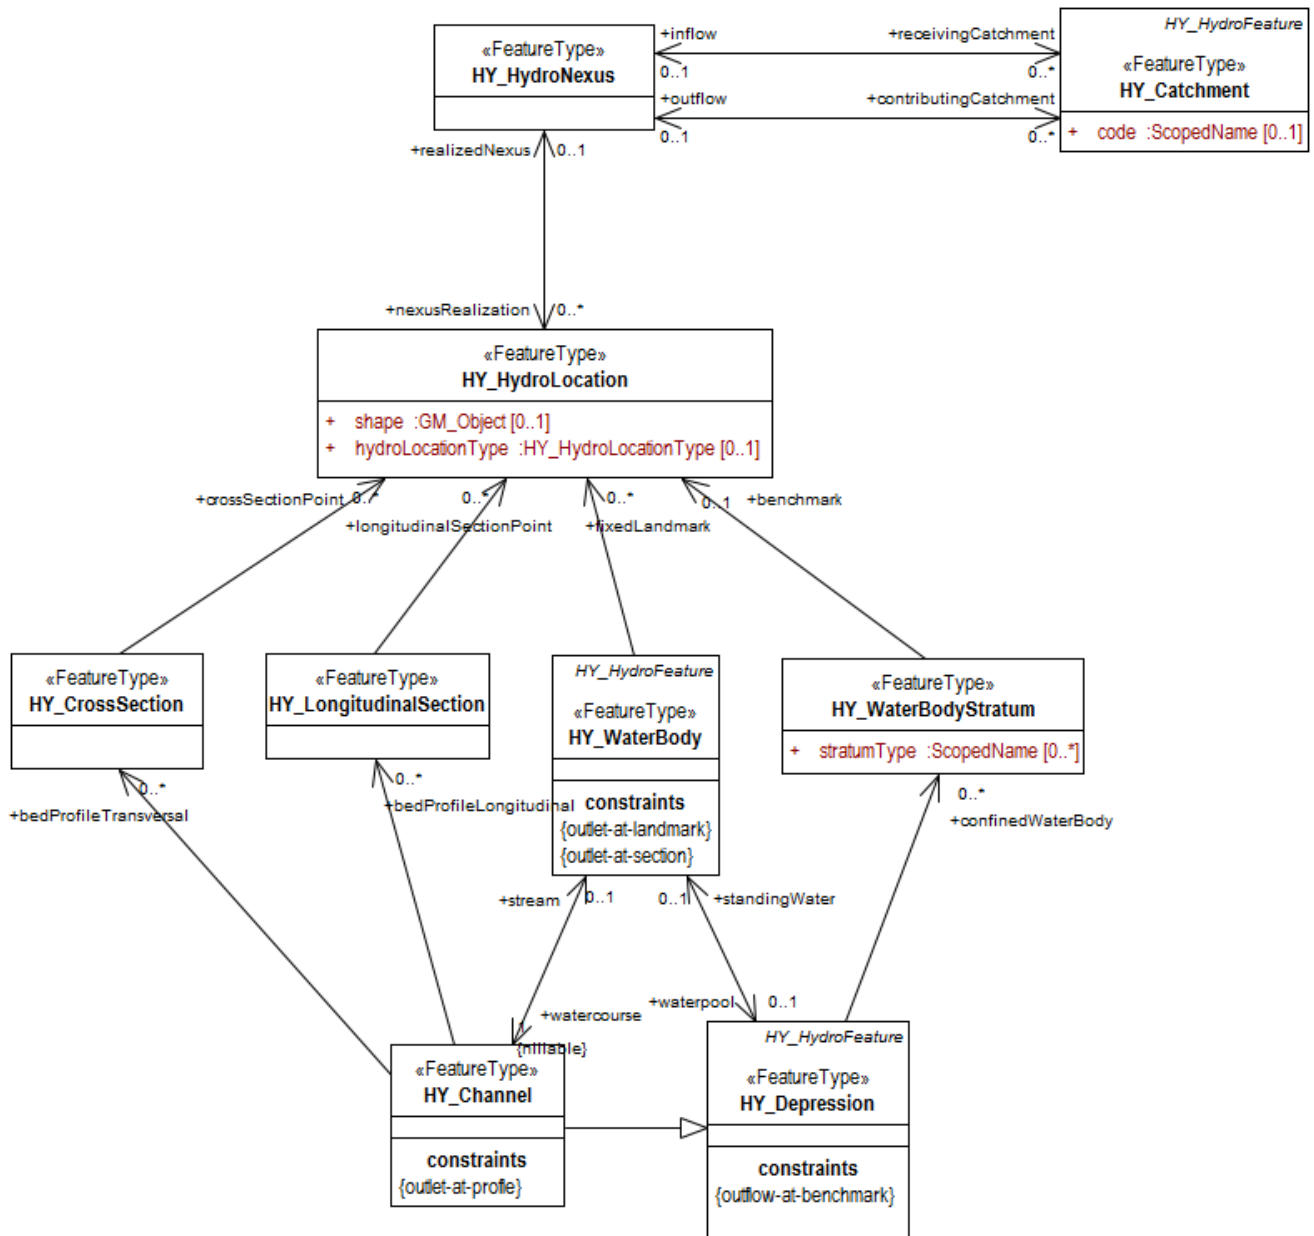 HY_HydroFeature
«FeatureType»
HY_HydroNexus
+inflow
0..1
+receivingCatchment
0..*
«FeatureType»
HY_Catchment
+outflow
0..1
+contributingCatchment
0..*
+ code :ScopedName [0..1]
+realizedNexus
0..1
+nexusRealization
0..*
«FeatureType»
HY_HydroLocation
+ shape :GM_Object [0..1]
+ hydroLocationType :HY_HydroLocationType [0..1]
+crossSectionPoint
0..*
0..*
+longitudinalSectionPoint
0..*
+fixedLandmark
0..1
+benchmark
«FeatureType»
HY_CrossSection
«FeatureType»
HY_LongitudinalSection
HY_HydroFeature
«FeatureType»
HY_WaterBody
constraints
{outlet-at-landmark}
{outlet-at-section}
«FeatureType»
HY_WaterBodyStratum
+ stratumType :ScopedName [0..*]
0..*
+bedProfileTransversal
0..*
+bedProfileLongitudinal
0..*
+confinedWaterBody
+stream
0..1
0..1
+standingWater
+watercourse
1
{nillable}
+waterpool
0..1
«FeatureType»
HY_Channel
constraints
{outlet-at-profile}
HY_HydroFeature
«FeatureType»
HY_Depression
constraints
{outflow-at-benchmark}